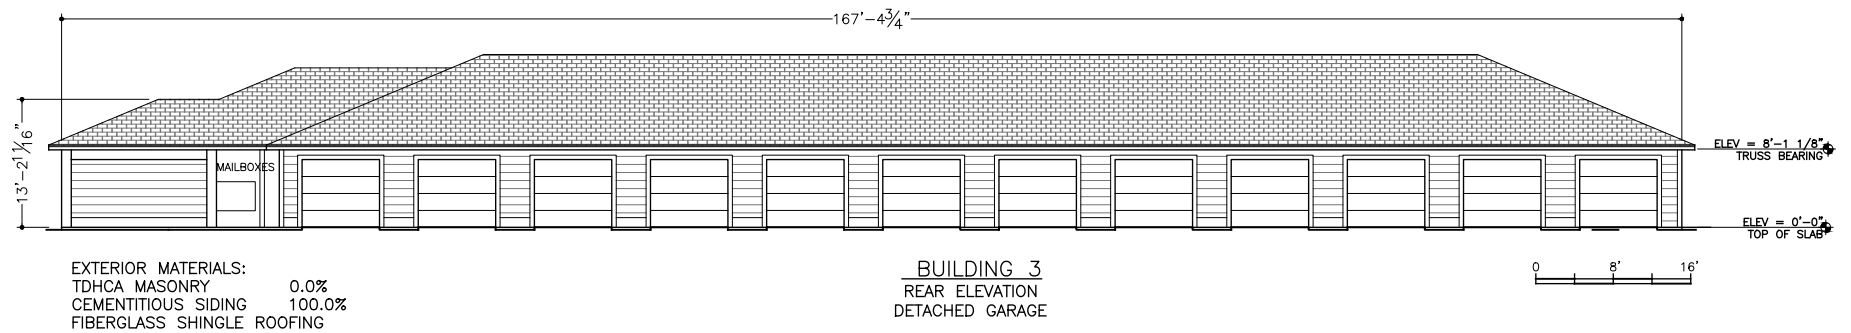 167'-4 3/4"
13'-2 11/16"
MAILBOXES
ELEV = 8'-1 1/8"
TRUSS BEARING
ELEV = 0'-0"
TOP OF SLAB
EXTERIOR MATERIALS:
TDHCA MASONRY 0.0%
CEMENTITIOUS SIDING 100.0%
FIBERGLASS SHINGLE ROOFING
BUILDING 3
REAR ELEVATION
DETACHED GARAGE
0 8' 16'